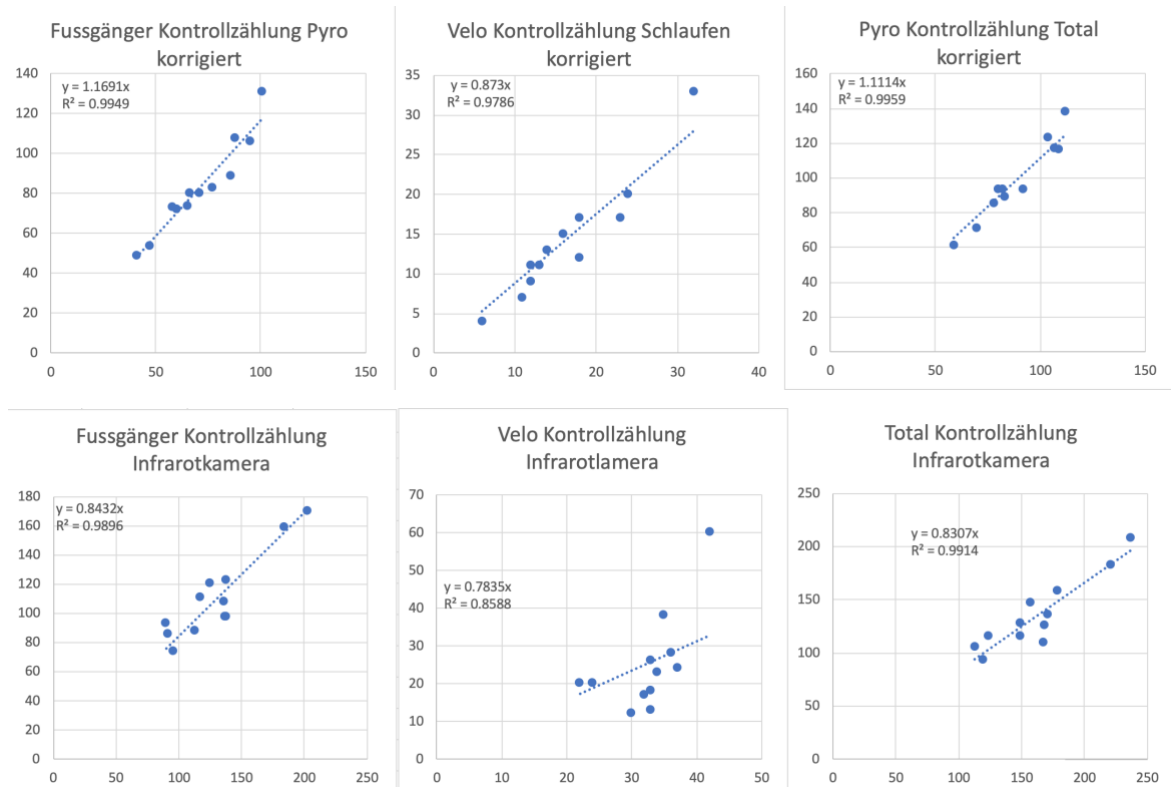 Fussgänger Kontrollzählung Pyro
korrigiert
y = 1.1691x
R² = 0.9949
140
120
100
80
60
40
20
0
0 50 100 150
Velo Kontrollzählung Schlaufen
korrigiert
y = 0.873x
R² = 0.9786
35
30
25
20
15
10
5
0
0 10 20 30 40
Pyro Kontrollzählung Total
korrigiert
y = 1.1114x
R² = 0.9959
160
140
120
100
80
60
40
20
0
0 50 100 150
Fussgänger Kontrollzählung
Infrarotkamera
y = 0.8432x
R² = 0.9896
180
160
140
120
100
80
60
40
20
0
0 50 100 150 200 250
Velo Kontrollzählung
Infrarotlamera
y = 0.7835x
R² = 0.8588
70
60
50
40
30
20
10
0
0 10 20 30 40 50
Total Kontrollzählung
Infrarotkamera
y = 0.8307x
R² = 0.9914
250
200
150
100
50
0
0 50 100 150 200 250